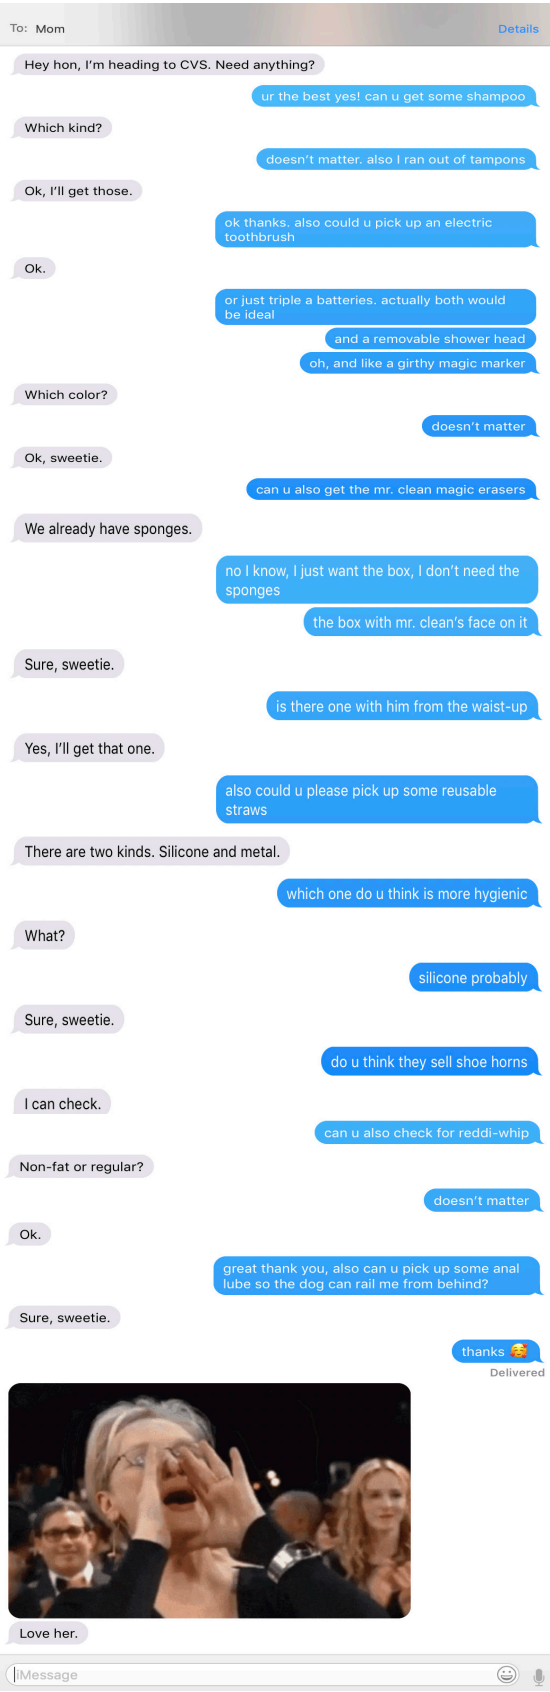 To: Mom
Details
Hey hon, I'm heading to CVS. Need anything?
ur the best yes! can u get some shampoo
Which kind?
doesn't matter. also I ran out of tampons
Ok, I'll get those.
ok thanks. also could u pick up an electric
toothbrush
Ok.
or just triple a batteries. actually both would
be ideal
and a removable shower head
oh, and like a girthy magic marker
Which color?
doesn't matter
Ok, sweetie.
can u also get the mr. clean magic erasers
We already have sponges.
no I know, I just want the box, I don't need the
sponges
the box with mr. clean's face on it
Sure, sweetie.
is there one with him from the waist-up
Yes, I'll get that one.
also could u please pick up some reusable
straws
There are two kinds. Silicone and metal.
which one do u think is more hygienic
What?
silicone probably
Sure, sweetie.
do u think they sell shoe horns
I can check.
can u also check for reddi-whip
Non-fat or regular?
doesn't matter
Ok.
great thank you, also can u pick up some anal
lube so the dog can rail me from behind?
Sure, sweetie.
thanks 🥰
Delivered
Love her.
iMessage